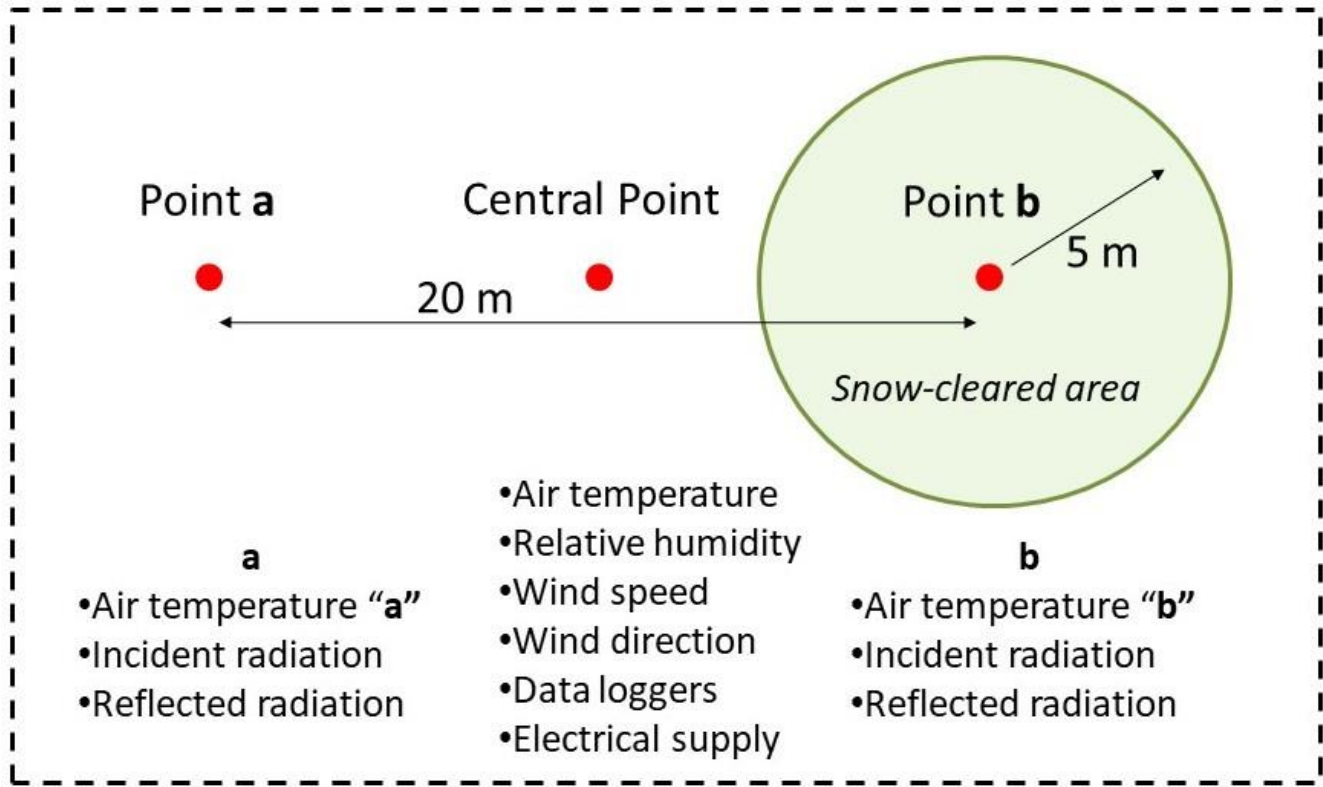 Point a
Central Point
Point b
5 m
20 m
Snow-cleared area
a
•Air temperature “a”
•Incident radiation
•Reflected radiation
•Air temperature
•Relative humidity
•Wind speed
•Wind direction
•Data loggers
•Electrical supply
b
•Air temperature “b”
•Incident radiation
•Reflected radiation